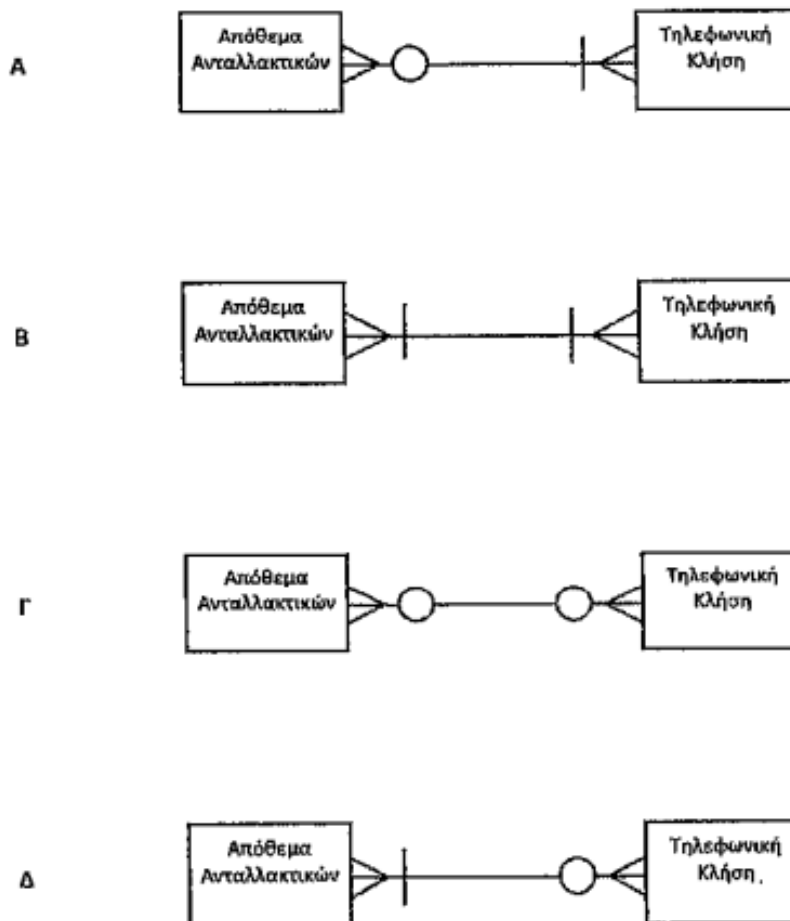 Α
Απόθεμα
Ανταλλακτικών
Τηλεφωνική
Κλήση
Β
Απόθεμα
Ανταλλακτικών
Τηλεφωνική
Κλήση
Γ
Απόθεμα
Ανταλλακτικών
Τηλεφωνική
Κλήση
Δ
Απόθεμα
Ανταλλακτικών
Τηλεφωνική
Κλήση